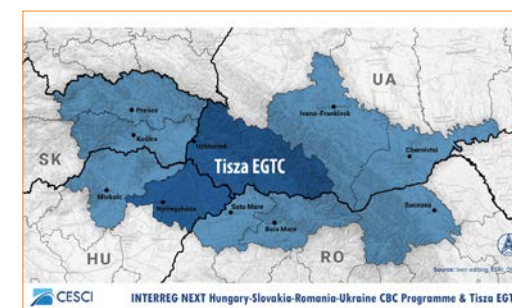 UA
Prešov
Ivano-Frankivsk
Košice
Uzhhorod
SK
Tisza EGTC
Chernivtsi
Miskolc
Nyíregyháza
Satu Mare
Suceava
Baia Mare
HU
RO
CESCI
INTERREG NEXT Hungary-Slovakia-Romania-Ukraine CBC Programme & Tisza EGT